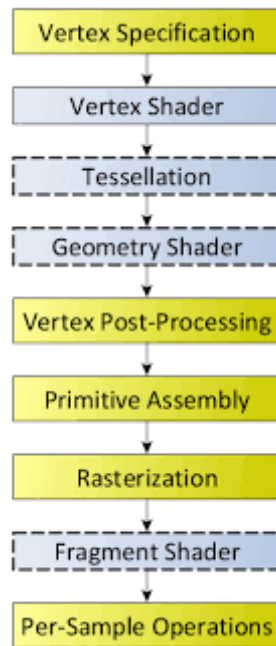 Vertex Specification
Vertex Shader
Tessellation
Geometry Shader
Vertex Post-Processing
Primitive Assembly
Rasterization
Fragment Shader
Per-Sample Operations